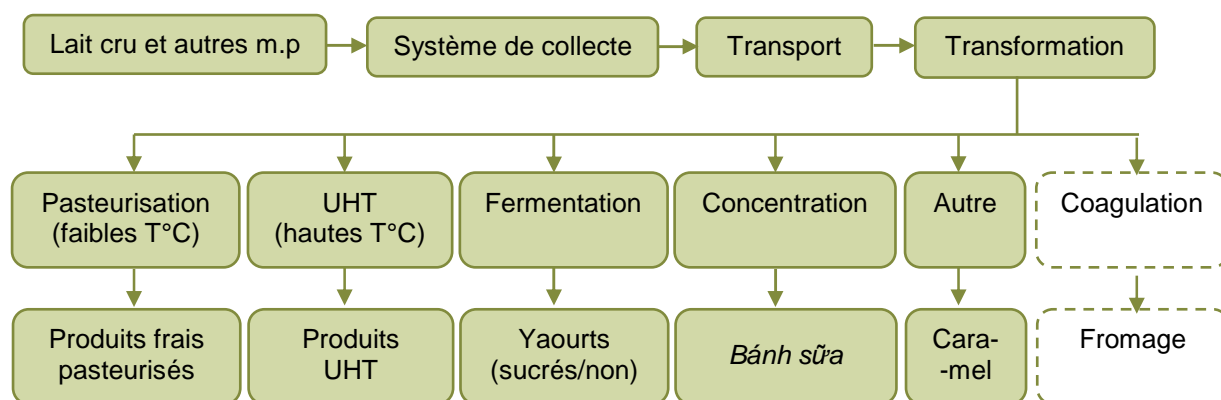 Lait cru et autres m.p
Système de collecte
Transport
Transformation
Pasteurisation
(faibles T°C)
UHT
(hautes T°C)
Fermentation
Concentration
Autre
Coagulation
Produits frais
pasteurisés
Produits
UHT
Yaourts
(sucrés/non)
Bánh sữa
Cara-
-mel
Fromage